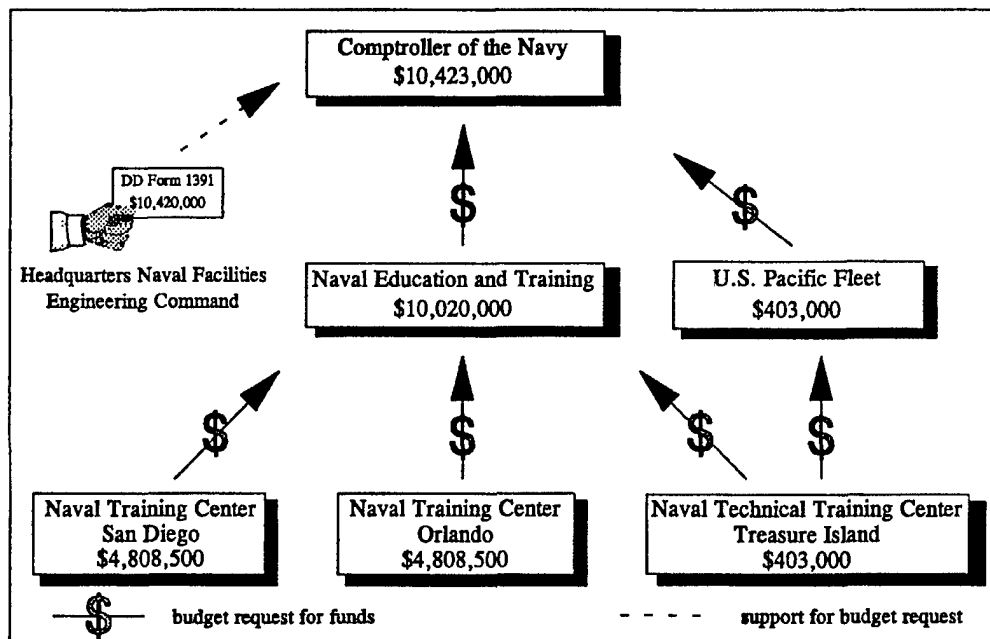 Comptroller of the Navy
$10,423,000
DD Form 1391
$10,420,000
Headquarters Naval Facilities
Engineering Command
$
$
Naval Education and Training
$10,020,000
U.S. Pacific Fleet
$403,000
$
$
$
$
Naval Training Center
San Diego
$4,808,500
Naval Training Center
Orlando
$4,808,500
Naval Technical Training Center
Treasure Island
$403,000
$ budget request for funds
support for budget request